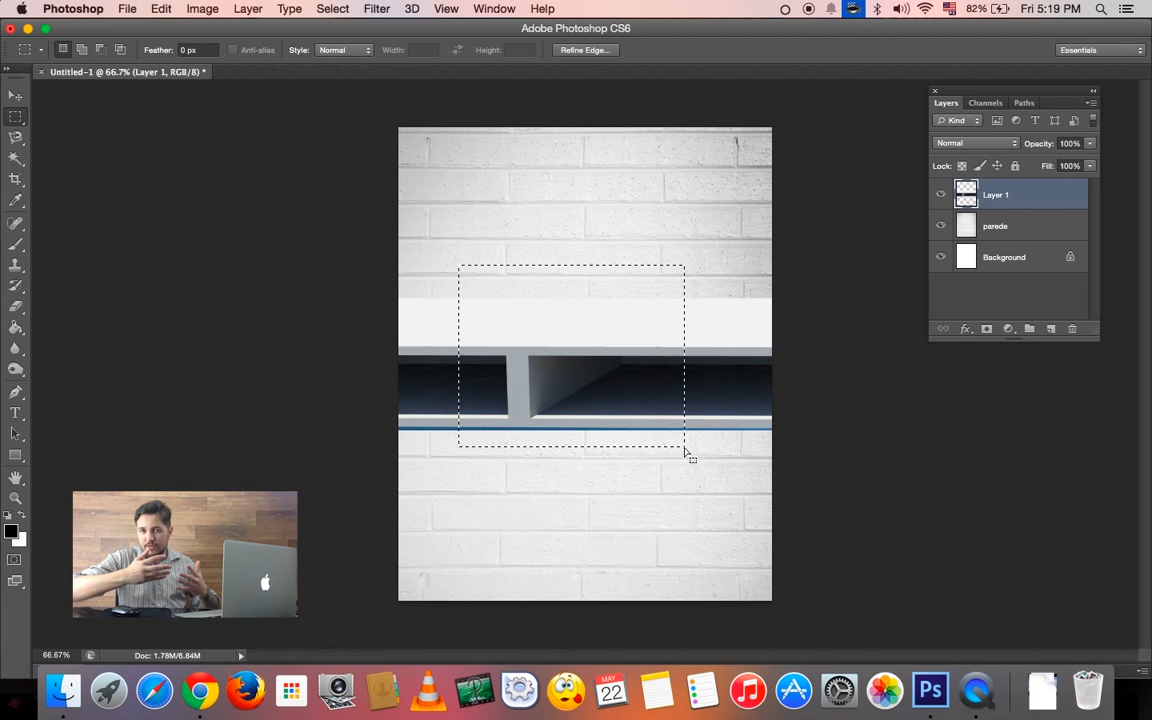 Photoshop File Edit Image Layer Type Select Filter 3D View Window Help 82% Fri 5:19 PM
Adobe Photoshop CS6
Feather: 0 px Anti-alias Style: Normal Width: Height: Refine Edge... Essentials
× Untitled-1 @ 66.7% (Layer 1, RGB/8) *
Layers Channels Paths
Kind
Normal Opacity: 100%
Lock: Fill: 100%
Layer 1
parede
Background
66.67% Doc: 1.78M/6.84M
MAY
22
Ps